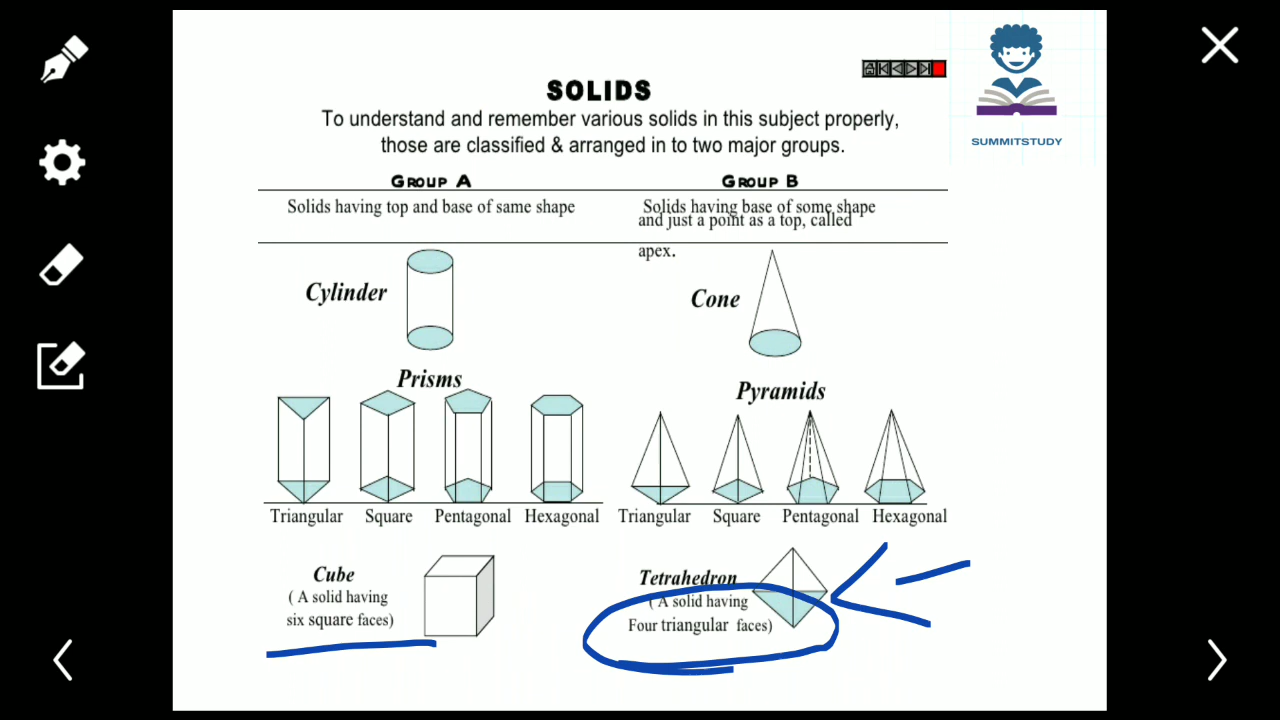 SOLIDS
To understand and remember various solids in this subject properly,
those are classified & arranged in to two major groups.
SUMMITSTUDY
GROUP A
GROUP B
Solids having top and base of same shape
Solids having base of some shape
and just a point as a top, called
apex.
Cylinder
Cone
Prisms
Pyramids
Triangular Square Pentagonal Hexagonal
Triangular Square Pentagonal Hexagonal
Cube
( A solid having
six square faces)
Tetrahedron
( A solid having
Four triangular faces)